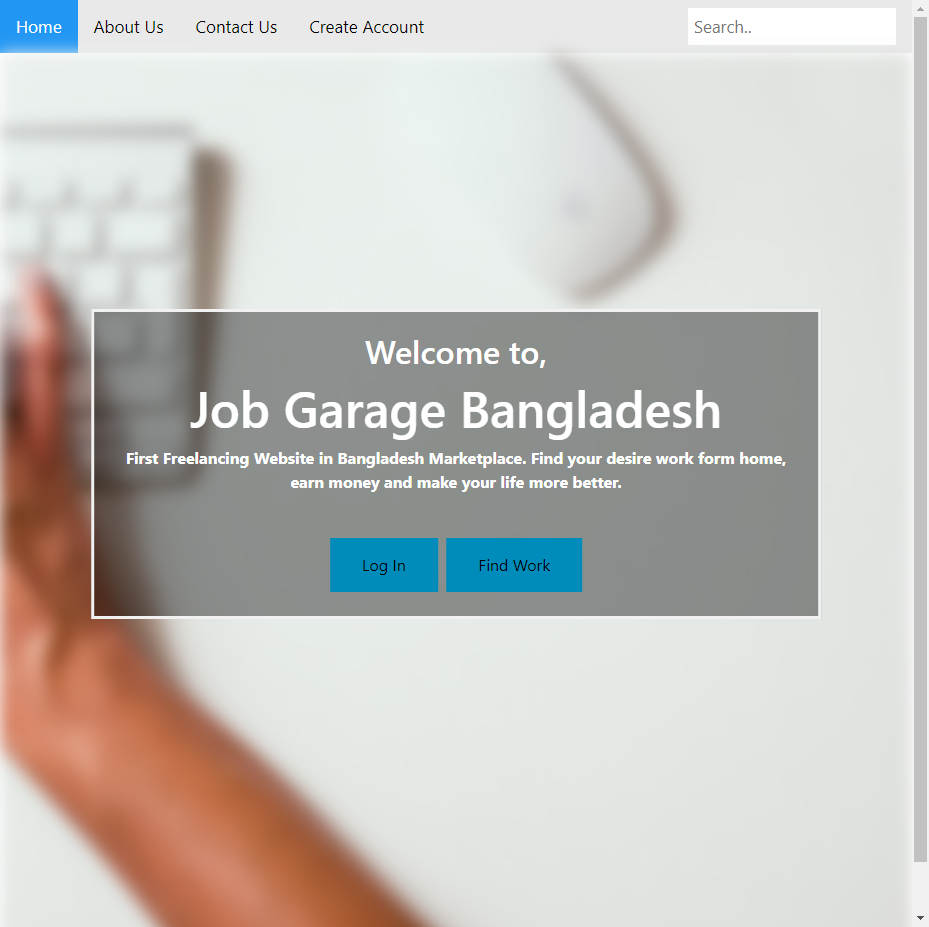 Home About Us Contact Us Create Account Search..
Welcome to,
Job Garage Bangladesh
First Freelancing Website in Bangladesh Marketplace. Find your desire work form home,
earn money and make your life more better.
Log In Find Work